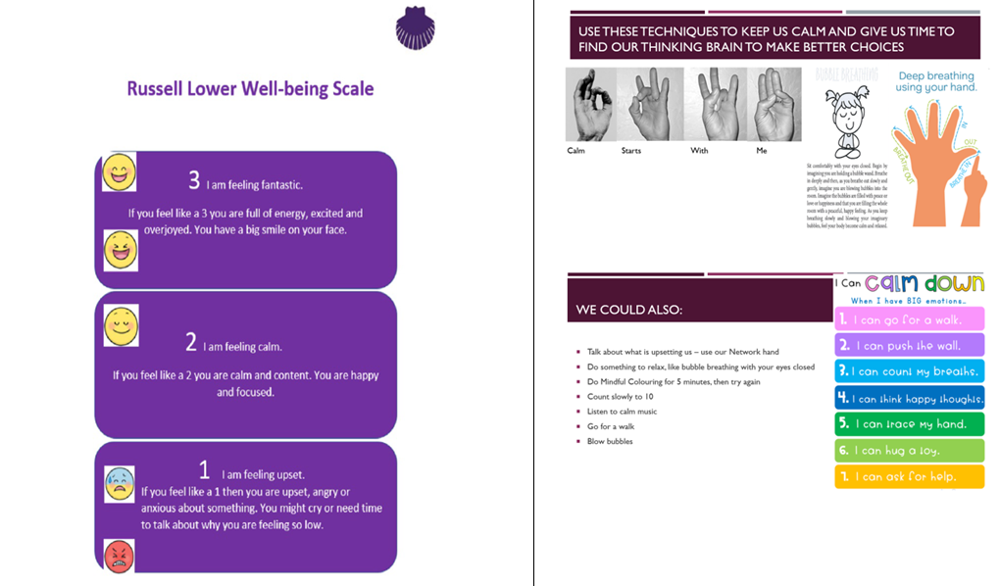 Russell Lower Well-being Scale
3 I am feeling fantastic.
If you feel like a 3 you are full of energy, excited and
overjoyed. You have a big smile on your face.
2 I am feeling calm.
If you feel like a 2 you are calm and content. You are happy
and focused.
1 I am feeling upset.
If you feel like a 1 then you are upset, angry or
anxious about something. You might cry or need time
to talk about why you are feeling so low.
USE THESE TECHNIQUES TO KEEP US CALM AND GIVE US TIME TO
FIND OUR THINKING BRAIN TO MAKE BETTER CHOICES
Calm
Starts
With
Me
BUBBLE BREATHING
Sit comfortably with your eyes closed. Begin by
imagining you are holding a bubble wand. Breathe
in deeply and then, as you breathe out slowly and
gently, imagine you are blowing bubbles into the
room. Imagine the bubbles are filled with peace or
love or happiness and that you are filling the whole
room with a peaceful, happy feeling. As you keep
breathing slowly and blowing your imaginary
bubbles, feel your body become calm and relaxed.
Deep breathing
using your hand.
BREATHE OUT
IN
OUT
BREATHE IN
WE COULD ALSO:
Talk about what is upsetting us – use our Network hand
Do something to relax, like bubble breathing with your eyes closed
Do Mindful Colouring for 5 minutes, then try again
Count slowly to 10
Listen to calm music
Go for a walk
Blow bubbles
I Can calm down
When I have BIG emotions...
1. I can go for a walk.
2. I can push the wall.
3. I can count my breaths.
4. I can think happy thoughts.
5. I can trace my hand.
6. I can hug a toy.
7. I can ask for help.